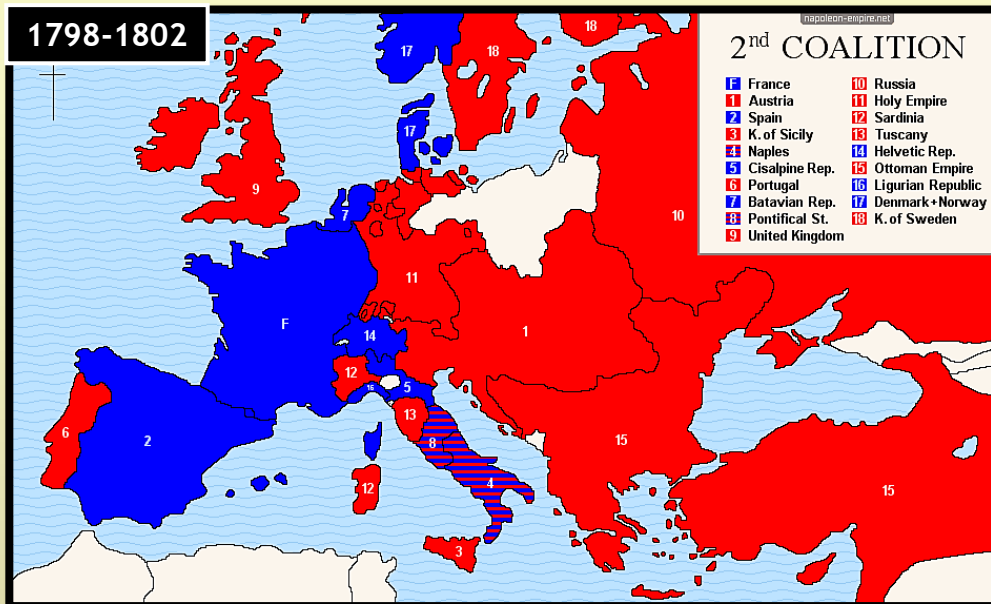 1798-1802
napoleon-empire.net
2nd COALITION
F France
1 Austria
2 Spain
3 K. of Sicily
4 Naples
5 Cisalpine Rep.
6 Portugal
7 Batavian Rep.
8 Pontifical St.
9 United Kingdom
10 Russia
11 Holy Empire
12 Sardinia
13 Tuscany
14 Helvetic Rep.
15 Ottoman Empire
16 Ligurian Republic
17 Denmark+Norway
18 K. of Sweden
17
18
18
17
9
7
10
11
F
14
1
12
16
5
13
6
2
8
15
4
12
15
3